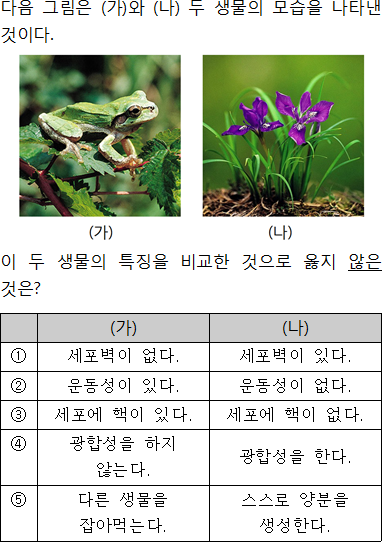 다음 그림은 (가)와 (나) 두 생물의 모습을 나타낸
것이다.
(가) (나)
이 두 생물의 특징을 비교한 것으로 옳지 않은
것은?
(가) (나)
① 세포벽이 없다. 세포벽이 있다.
② 운동성이 있다. 운동성이 없다.
③ 세포에 핵이 있다. 세포에 핵이 없다.
④ 광합성을 하지
않는다. 광합성을 한다.
⑤ 다른 생물을
잡아먹는다. 스스로 양분을
생성한다.